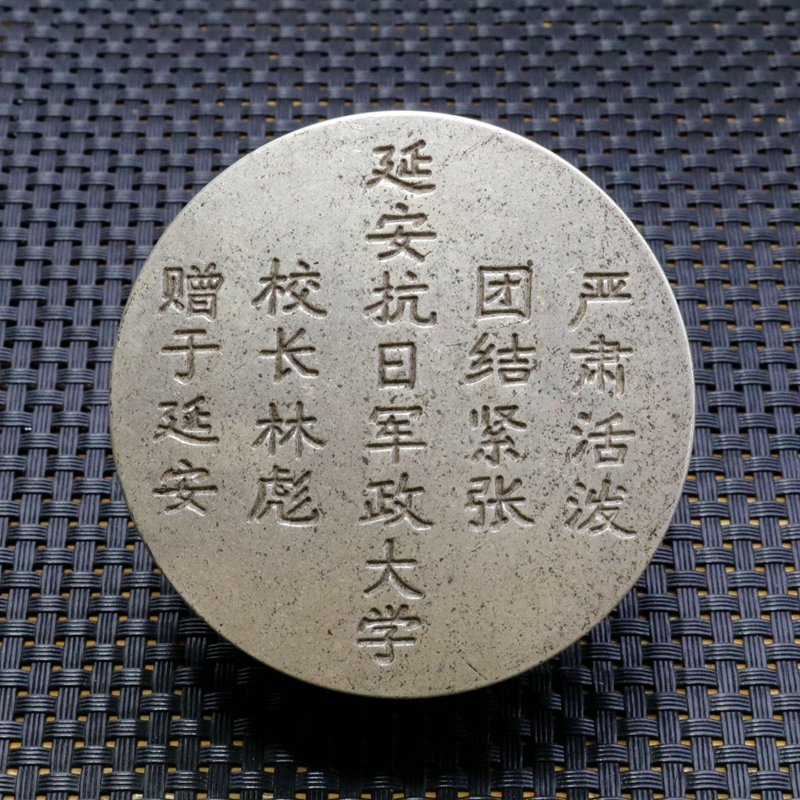 严肃活泼
团结紧张
延安抗日军政大学
校长林彪
赠于延安